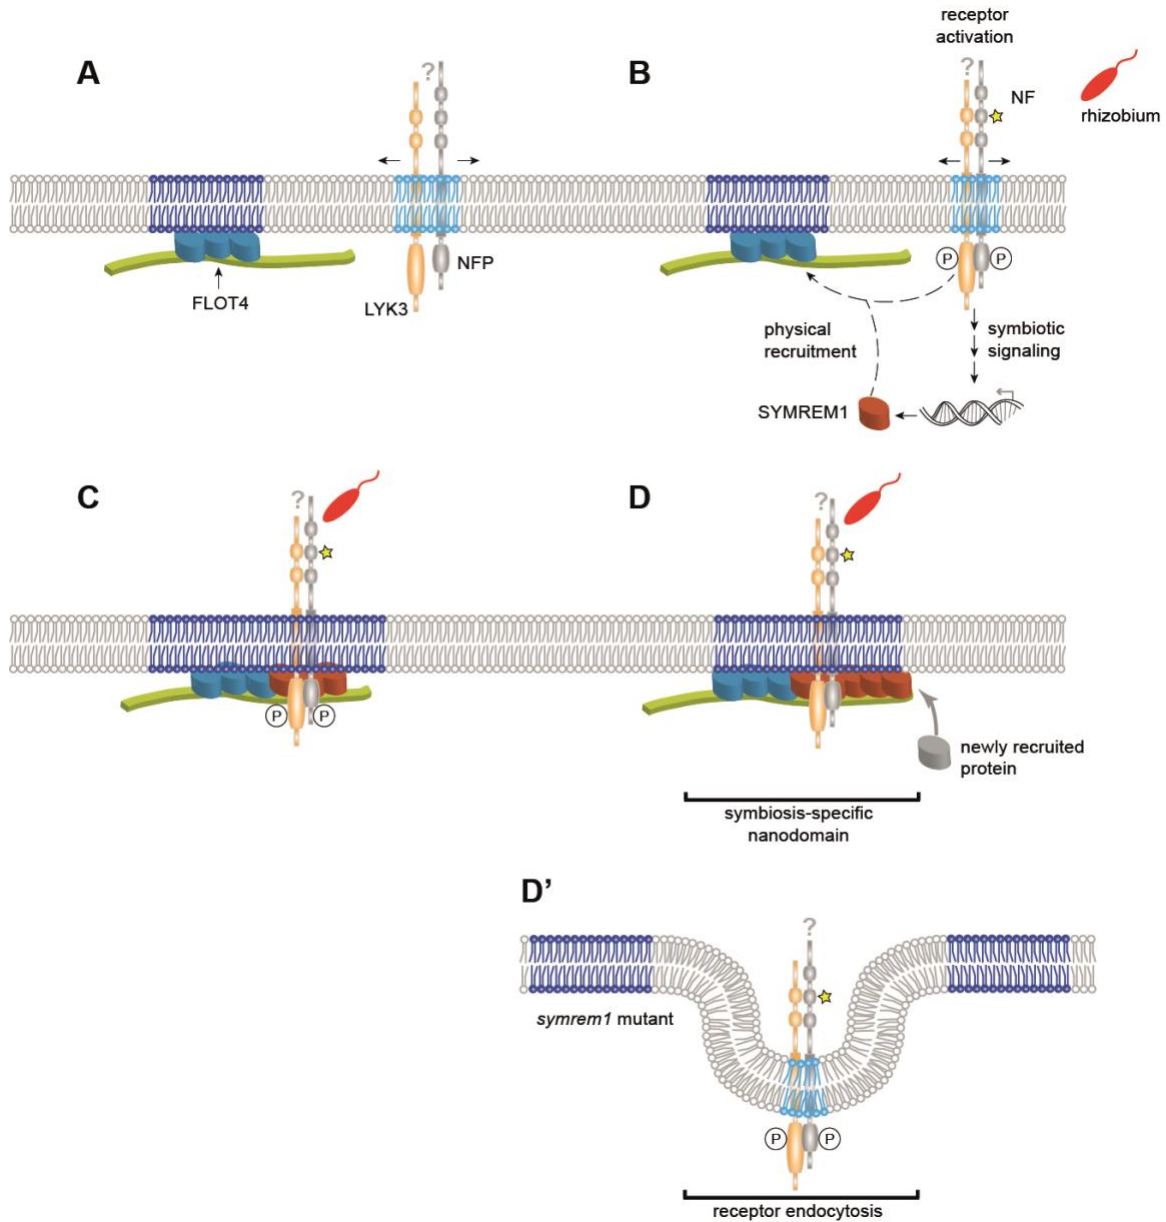 A
?
FLOT4
LYK3
NFP
B
receptor
activation
?
NF
rhizobium
P
P
physical
recruitment
symbiotic
signaling
SYMREM1
C
?
P
P
D
?
newly recruited
protein
symbiosis-specific
nanodomain
D’
?
symrem1 mutant
P
P
receptor endocytosis